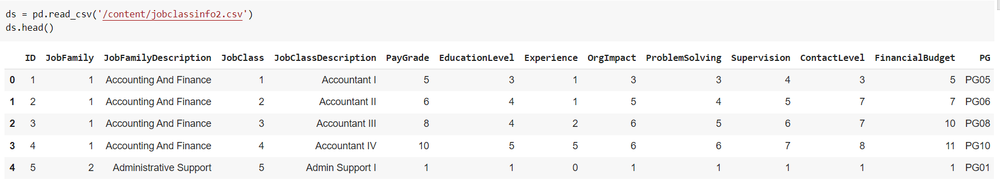 ds = pd.read_csv('/content/jobclassinfo2.csv')
ds.head()
ID JobFamily JobFamilyDescription JobClass JobClassDescription PayGrade EducationLevel Experience OrgImpact ProblemSolving Supervision ContactLevel FinancialBudget PG
0 1 1 Accounting And Finance 1 Accountant I 5 3 1 3 3 4 3 5 PG05
1 2 1 Accounting And Finance 2 Accountant II 6 4 1 5 4 5 7 7 PG06
2 3 1 Accounting And Finance 3 Accountant III 8 4 2 6 5 6 7 10 PG08
3 4 1 Accounting And Finance 4 Accountant IV 10 5 5 6 6 7 8 11 PG10
4 5 2 Administrative Support 5 Admin Support I 1 1 0 1 1 1 1 1 PG01